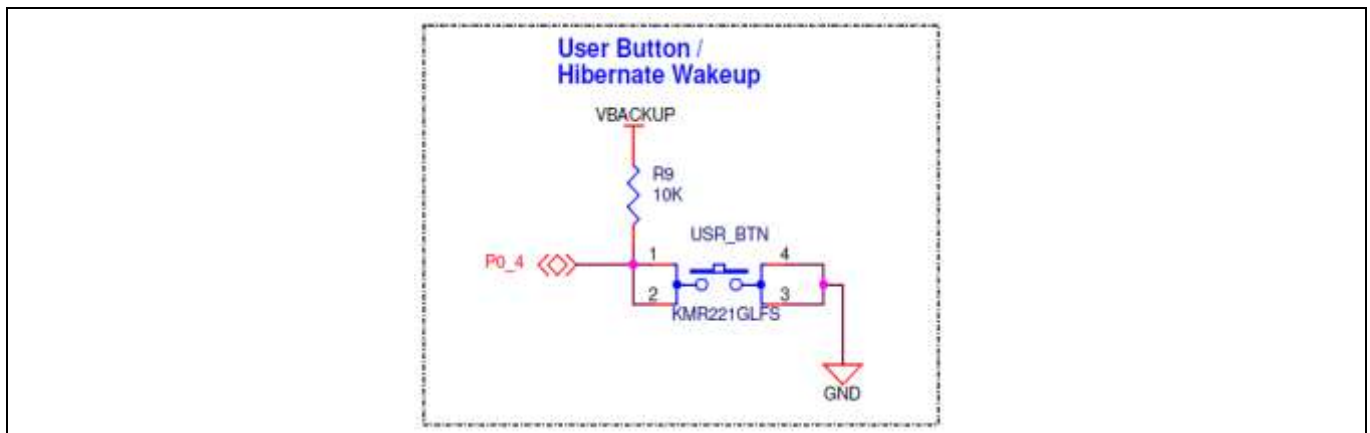 User Button /
Hibernate Wakeup
VBACKUP
R9
10K
USR_BTN
P0_4
1
4
2
3
KMR221GLFS
GND